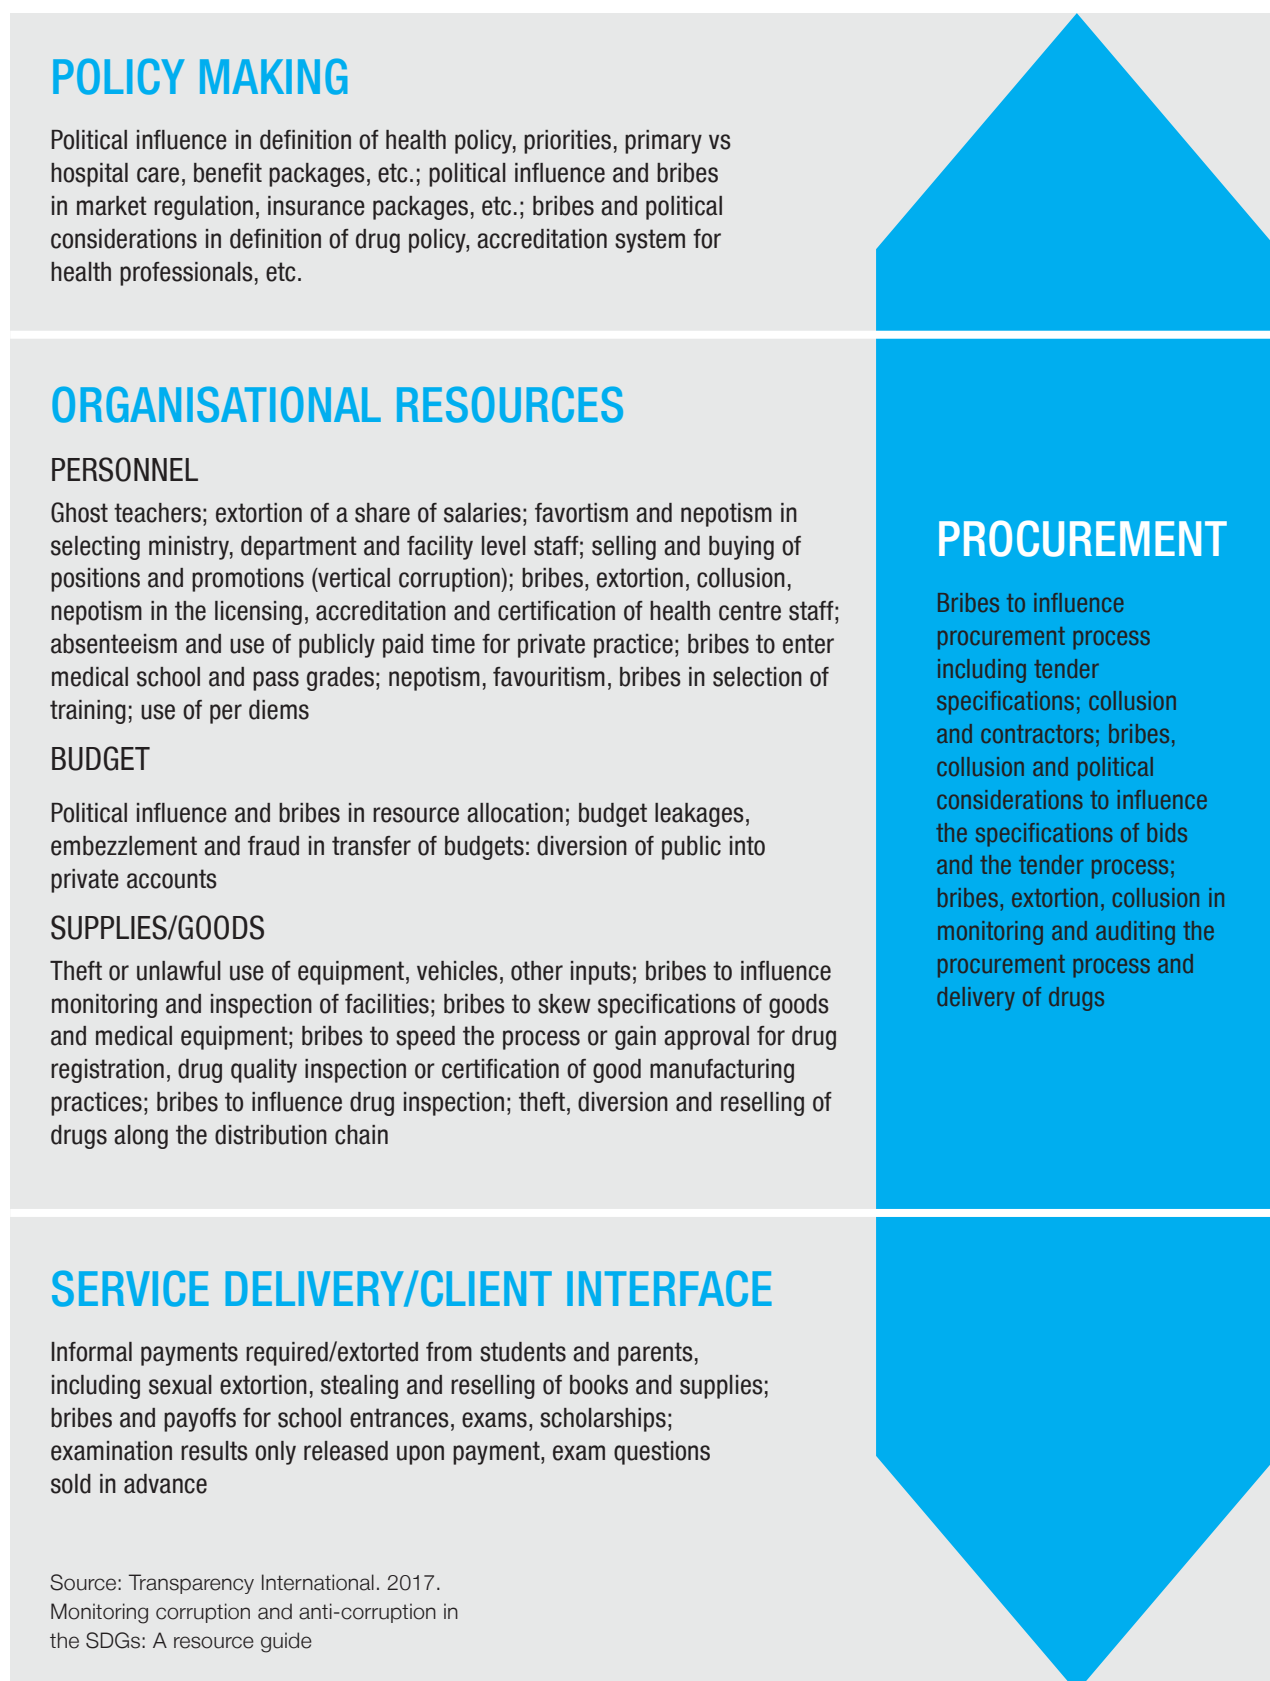 POLICY MAKING
Political influence in definition of health policy, priorities, primary vs
hospital care, benefit packages, etc.; political influence and bribes
in market regulation, insurance packages, etc.; bribes and political
considerations in definition of drug policy, accreditation system for
health professionals, etc.
ORGANISATIONAL RESOURCES
PERSONNEL
Ghost teachers; extortion of a share of salaries; favortism and nepotism in
selecting ministry, department and facility level staff; selling and buying of
positions and promotions (vertical corruption); bribes, extortion, collusion,
nepotism in the licensing, accreditation and certification of health centre staff;
absenteeism and use of publicly paid time for private practice; bribes to enter
medical school and pass grades; nepotism, favouritism, bribes in selection of
training; use of per diems
BUDGET
Political influence and bribes in resource allocation; budget leakages,
embezzlement and fraud in transfer of budgets: diversion of public into
private accounts
SUPPLIES/GOODS
Theft or unlawful use of equipment, vehicles, other inputs; bribes to influence
monitoring and inspection of facilities; bribes to skew specifications of goods
and medical equipment; bribes to speed the process or gain approval for drug
registration, drug quality inspection or certification of good manufacturing
practices; bribes to influence drug inspection; theft, diversion and reselling of
drugs along the distribution chain
PROCUREMENT
Bribes to influence
procurement process
including tender
specifications; collusion
and contractors; bribes,
collusion and political
considerations to influence
the specifications of bids
and the tender process;
bribes, extortion, collusion in
monitoring and auditing the
procurement process and
delivery of drugs
SERVICE DELIVERY/CLIENT INTERFACE
Informal payments required/extorted from students and parents,
including sexual extortion, stealing and reselling of books and supplies;
bribes and payoffs for school entrances, exams, scholarships;
examination results only released upon payment, exam questions
sold in advance
Source: Transparency International. 2017.
Monitoring corruption and anti-corruption in
the SDGs: A resource guide